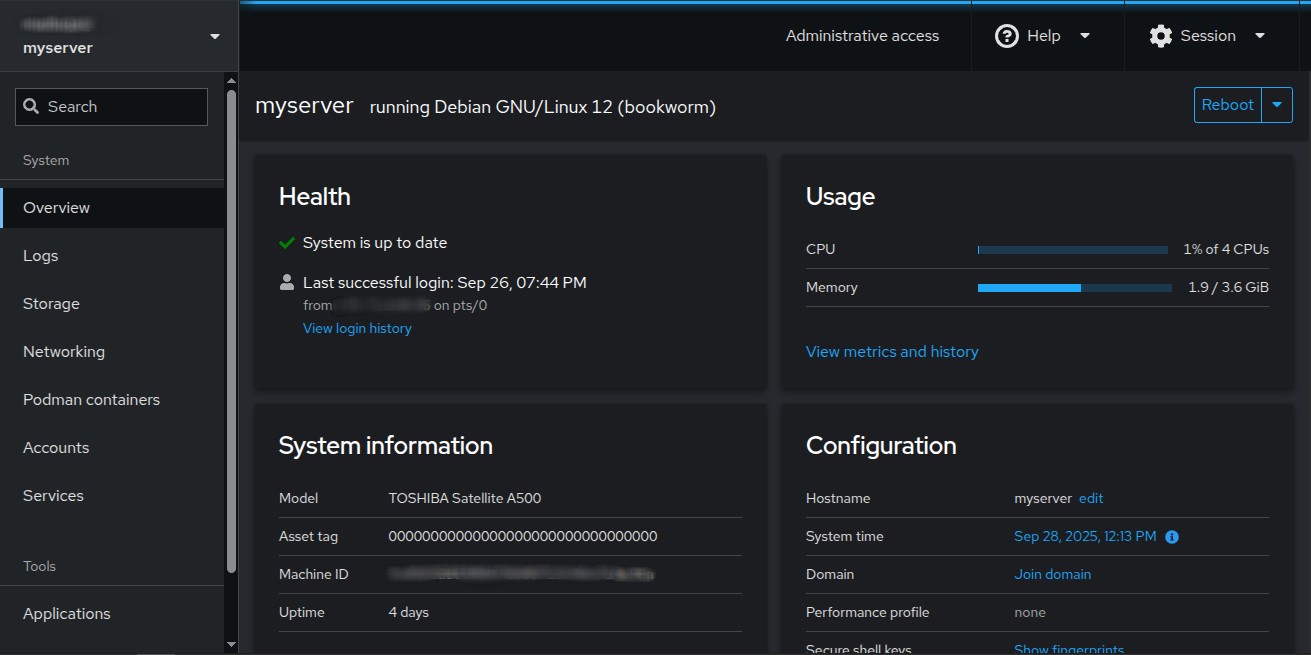 myserver
Administrative access
Help
Session
Search
System
Overview
Logs
Storage
Networking
Podman containers
Accounts
Services
Tools
Applications
myserver running Debian GNU/Linux 12 (bookworm)
Reboot
Health
System is up to date
Last successful login: Sep 26, 07:44 PM
from on pts/0
View login history
Usage
CPU 1% of 4 CPUs
Memory 1.9 / 3.6 GiB
View metrics and history
System information
Model TOSHIBA Satellite A500
Asset tag 00000000000000000000000000000000
Machine ID
Uptime 4 days
Configuration
Hostname myserver edit
System time Sep 28, 2025, 12:13 PM
Domain Join domain
Performance profile none
Secure shell keys Show fingerprints